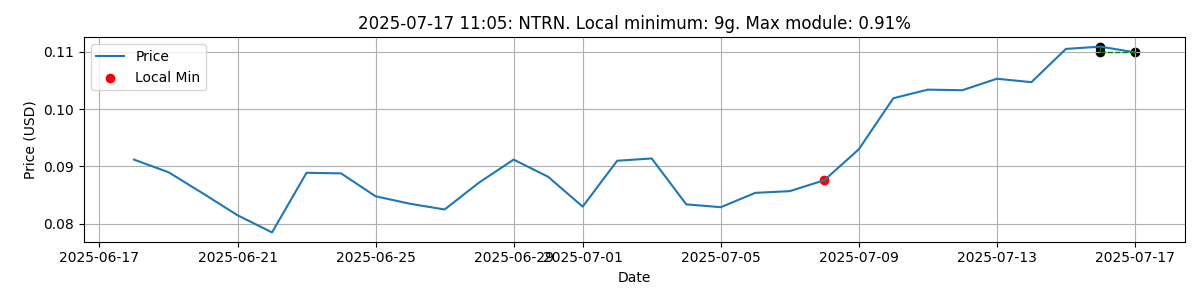 2025-07-17 11:05: NTRN. Local minimum: 9g. Max module: 0.91%
Price
Local Min
0.11
0.10
0.09
0.08
Price (USD)
2025-06-17
2025-06-21
2025-06-25
2025-06-29
2025-07-01
2025-07-05
2025-07-09
2025-07-13
2025-07-17
Date